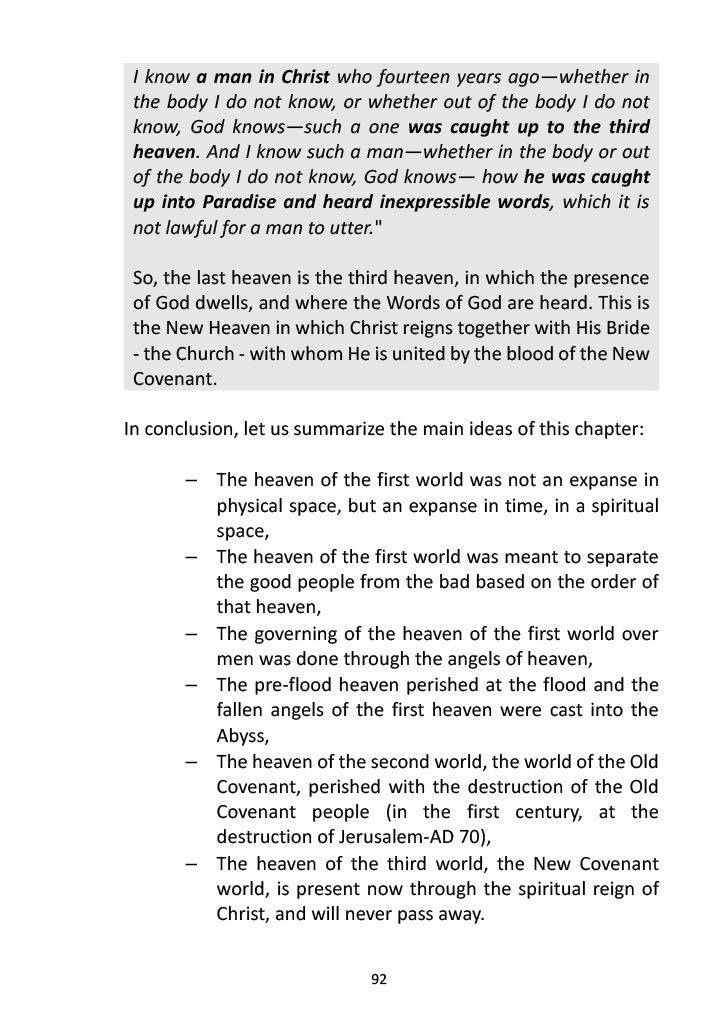 I know a man in Christ who fourteen years ago—whether in
the body I do not know, or whether out of the body I do not
know, God knows—such a one was caught up to the third
heaven. And I know such a man—whether in the body or out
of the body I do not know, God knows— how he was caught
up into Paradise and heard inexpressible words, which it is
not lawful for a man to utter."
So, the last heaven is the third heaven, in which the presence
of God dwells, and where the Words of God are heard. This is
the New Heaven in which Christ reigns together with His Bride
- the Church - with whom He is united by the blood of the New
Covenant.
In conclusion, let us summarize the main ideas of this chapter:
– The heaven of the first world was not an expanse in
physical space, but an expanse in time, in a spiritual
space,
– The heaven of the first world was meant to separate
the good people from the bad based on the order of
that heaven,
– The governing of the heaven of the first world over
men was done through the angels of heaven,
– The pre-flood heaven perished at the flood and the
fallen angels of the first heaven were cast into the
Abyss,
– The heaven of the second world, the world of the Old
Covenant, perished with the destruction of the Old
Covenant people (in the first century, at the
destruction of Jerusalem-AD 70),
– The heaven of the third world, the New Covenant
world, is present now through the spiritual reign of
Christ, and will never pass away.
92